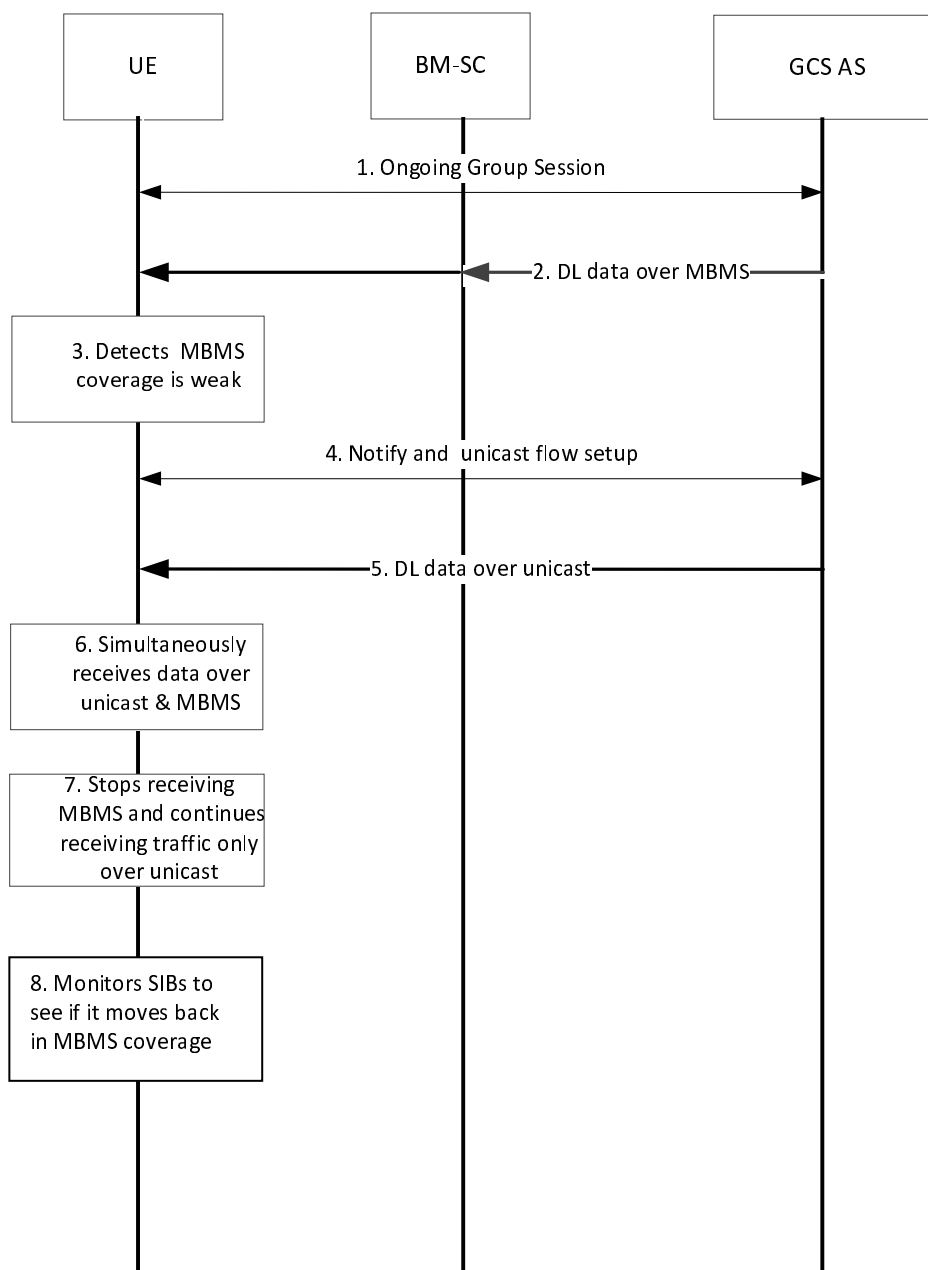 UE
BM-SC
GCS AS
1. Ongoing Group Session
2. DL data over MBMS
3. Detects MBMS
coverage is weak
4. Notify and unicast flow setup
5. DL data over unicast
6. Simultaneously
receives data over
unicast & MBMS
7. Stops receiving
MBMS and continues
receiving traffic only
over unicast
8. Monitors SIBs to
see if it moves back
in MBMS coverage